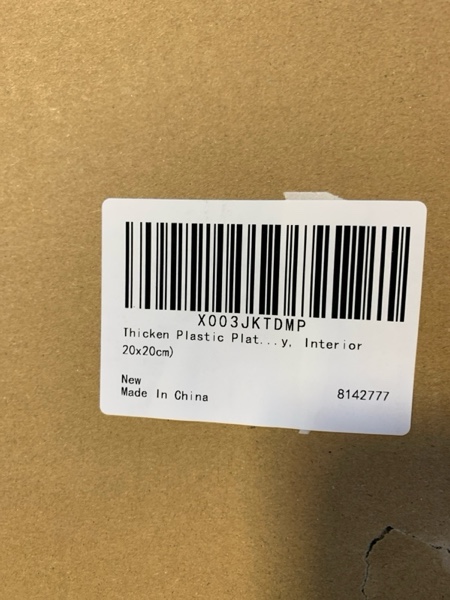 X003JKTDMP
Thicken Plastic Plat...y, Interior
20x20cm)
New
Made In China
8142777